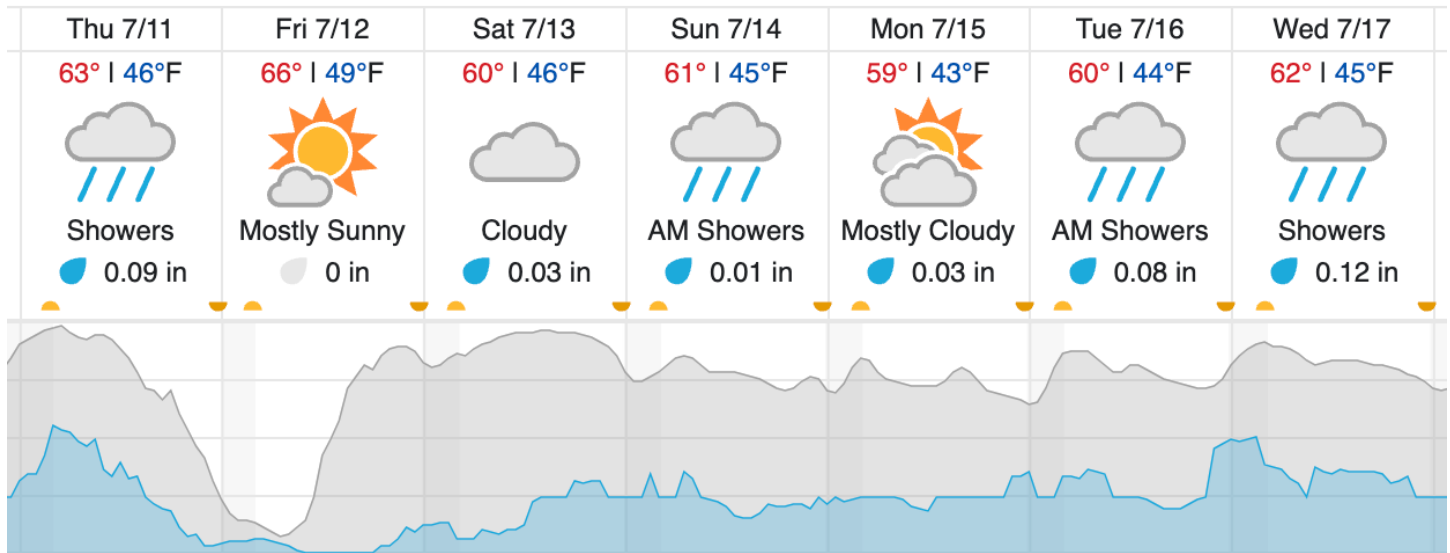 Thu 7/11 Fri 7/12 Sat 7/13 Sun 7/14 Mon 7/15 Tue 7/16 Wed 7/17
63° | 46°F 66° | 49°F 60° | 46°F 61° | 45°F 59° | 43°F 60° | 44°F 62° | 45°F
Showers Mostly Sunny Cloudy AM Showers Mostly Cloudy AM Showers Showers
0.09 in 0 in 0.03 in 0.01 in 0.03 in 0.08 in 0.12 in